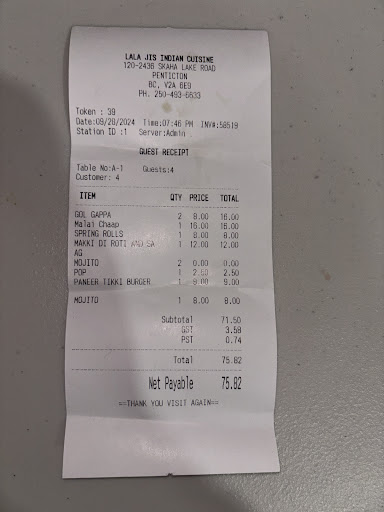 LALA JIS INDIAN CUISINE
120-2436 SKAHA LAKE ROAD
PENTICTON
BC, V2A 6E9
PH. 250-493-6633
Token : 39
Date:09/20/2024 Time:07:46 PM INV#:58519
Station ID :1 Server:Admin
GUEST RECEIPT
Table No:A-1 Guests:4
Customer: 4
ITEM QTY PRICE TOTAL
GOL GAPPA 2 8.00 16.00
Malai Chaap 1 16.00 16.00
SPRING ROLLS 1 8.00 8.00
MAKKI DI ROTI AND SA 1 12.00 12.00
AG
MOJITO 2 0.00 0.00
POP 1 2.50 2.50
PANEER TIKKI BURGER 1 9.00 9.00
MOJITO 1 8.00 8.00
Subtotal 71.50
GST 3.58
PST 0.74
Total 75.82
Net Payable 75.82
==THANK YOU VISIT AGAIN==